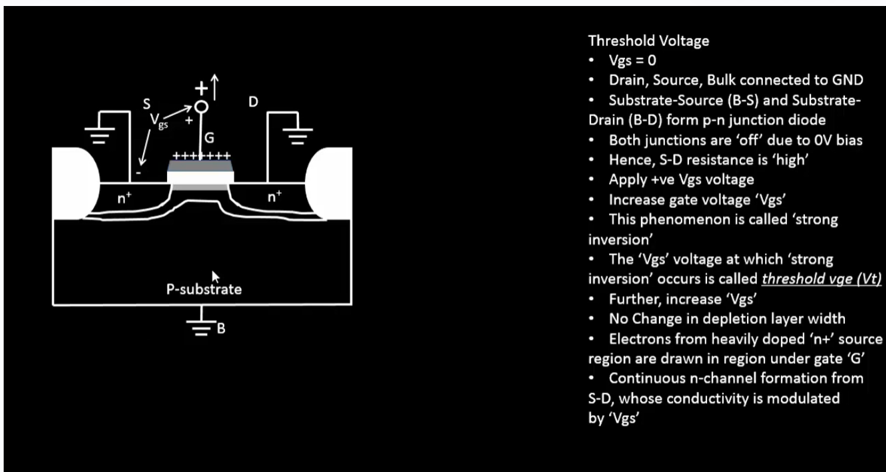 +
S
D
Vgs
+
G
+++++++
-
n+
n+
P-substrate
B
Threshold Voltage
• Vgs = 0
• Drain, Source, Bulk connected to GND
• Substrate-Source (B-S) and Substrate-
Drain (B-D) form p-n junction diode
• Both junctions are ‘off’ due to 0V bias
• Hence, S-D resistance is ‘high’
• Apply +ve Vgs voltage
• Increase gate voltage ‘Vgs’
• This phenomenon is called ‘strong
inversion’
• The ‘Vgs’ voltage at which ‘strong
inversion’ occurs is called threshold vge (Vt)
• Further, increase ‘Vgs’
• No Change in depletion layer width
• Electrons from heavily doped ‘n+’ source
region are drawn in region under gate ‘G’
• Continuous n-channel formation from
S-D, whose conductivity is modulated
by ‘Vgs’